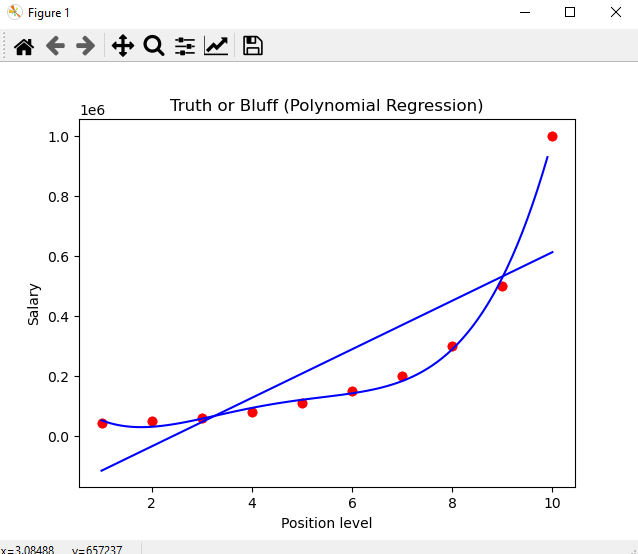 Figure 1
Truth or Bluff (Polynomial Regression)
1e6
1.0
0.8
0.6
0.4
0.2
0.0
Salary
2 4 6 8 10
Position level
x=3.08488 y=657237